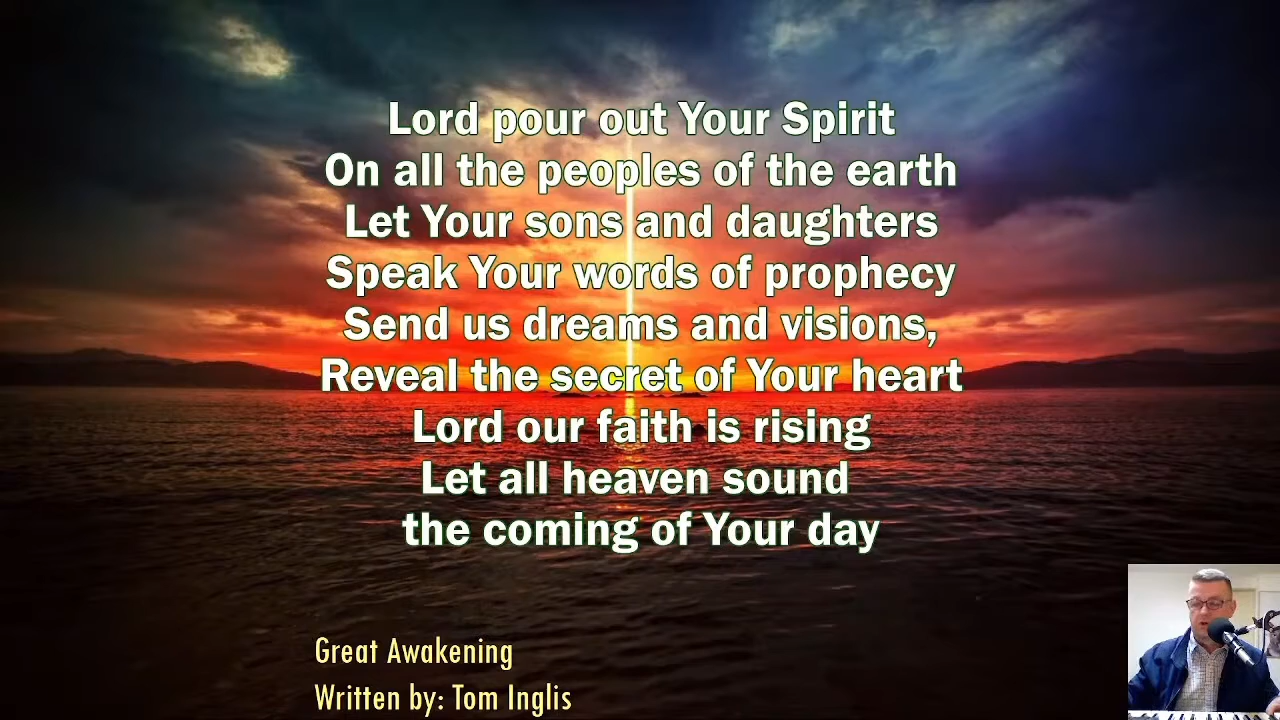 Lord pour out Your Spirit
On all the peoples of the earth
Let Your sons and daughters
Speak Your words of prophecy
Send us dreams and visions,
Reveal the secret of Your heart
Lord our faith is rising
Let all heaven sound
the coming of Your day
Great Awakening
Written by: Tom Inglis